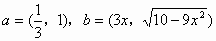 a = (1/3, 1), b = (3x, √(10 − 9x²))